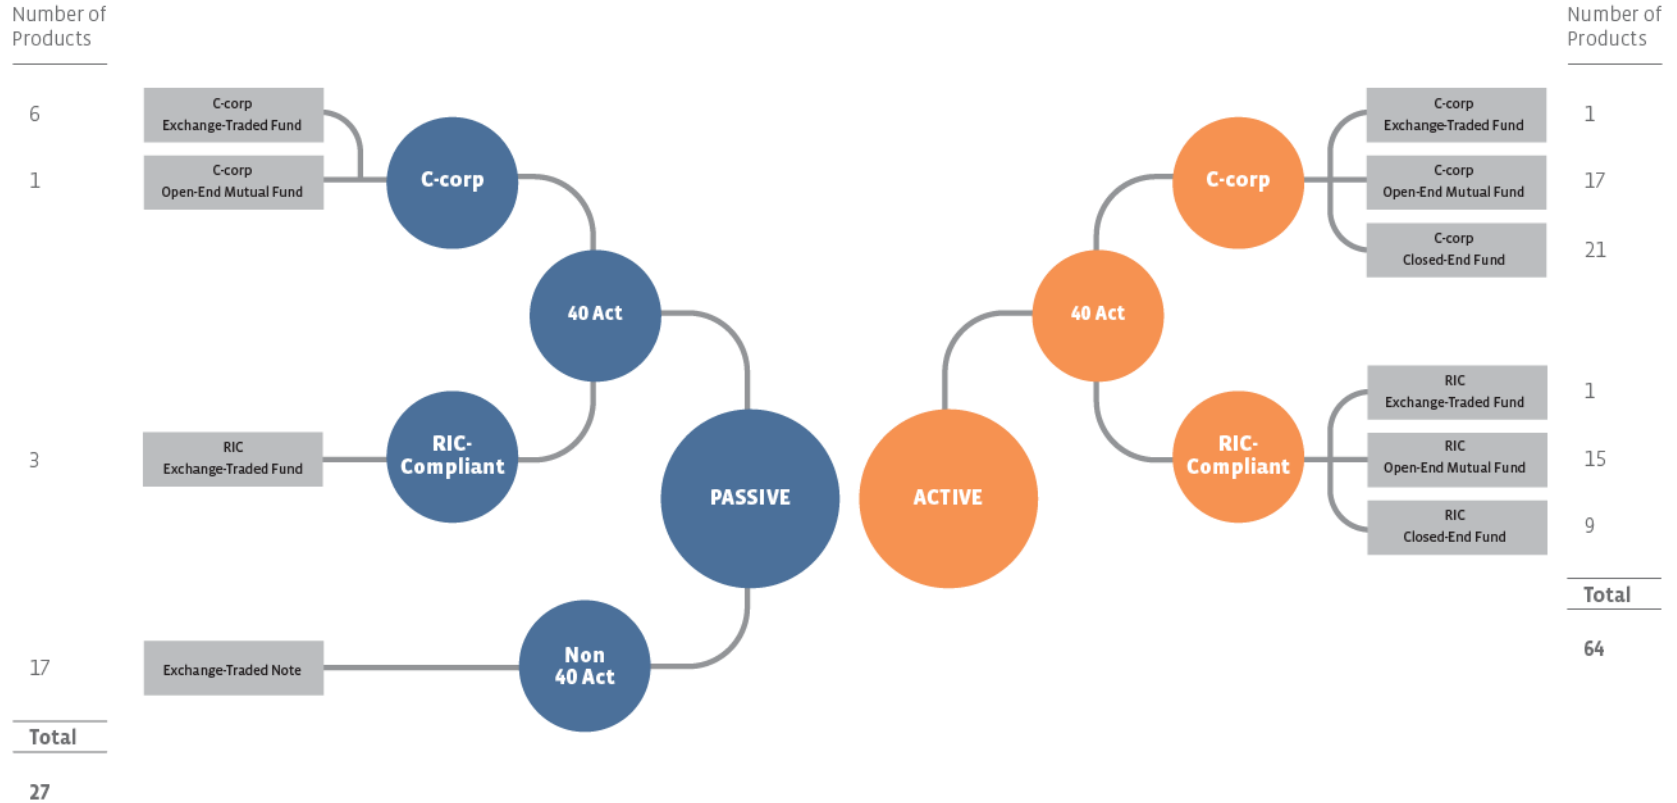 Number of
Products
6
C-corp
Exchange-Traded Fund
1
C-corp
Open-End Mutual Fund
C-corp
40 Act
3
RIC
Exchange-Traded Fund
RIC-
Compliant
PASSIVE
17
Exchange-Traded Note
Non
40 Act
Total
27
Number of
Products
C-corp
C-corp
Exchange-Traded Fund
1
C-corp
Open-End Mutual Fund
17
C-corp
Closed-End Fund
21
40 Act
ACTIVE
RIC-
Compliant
RIC
Exchange-Traded Fund
1
RIC
Open-End Mutual Fund
15
RIC
Closed-End Fund
9
Total
64